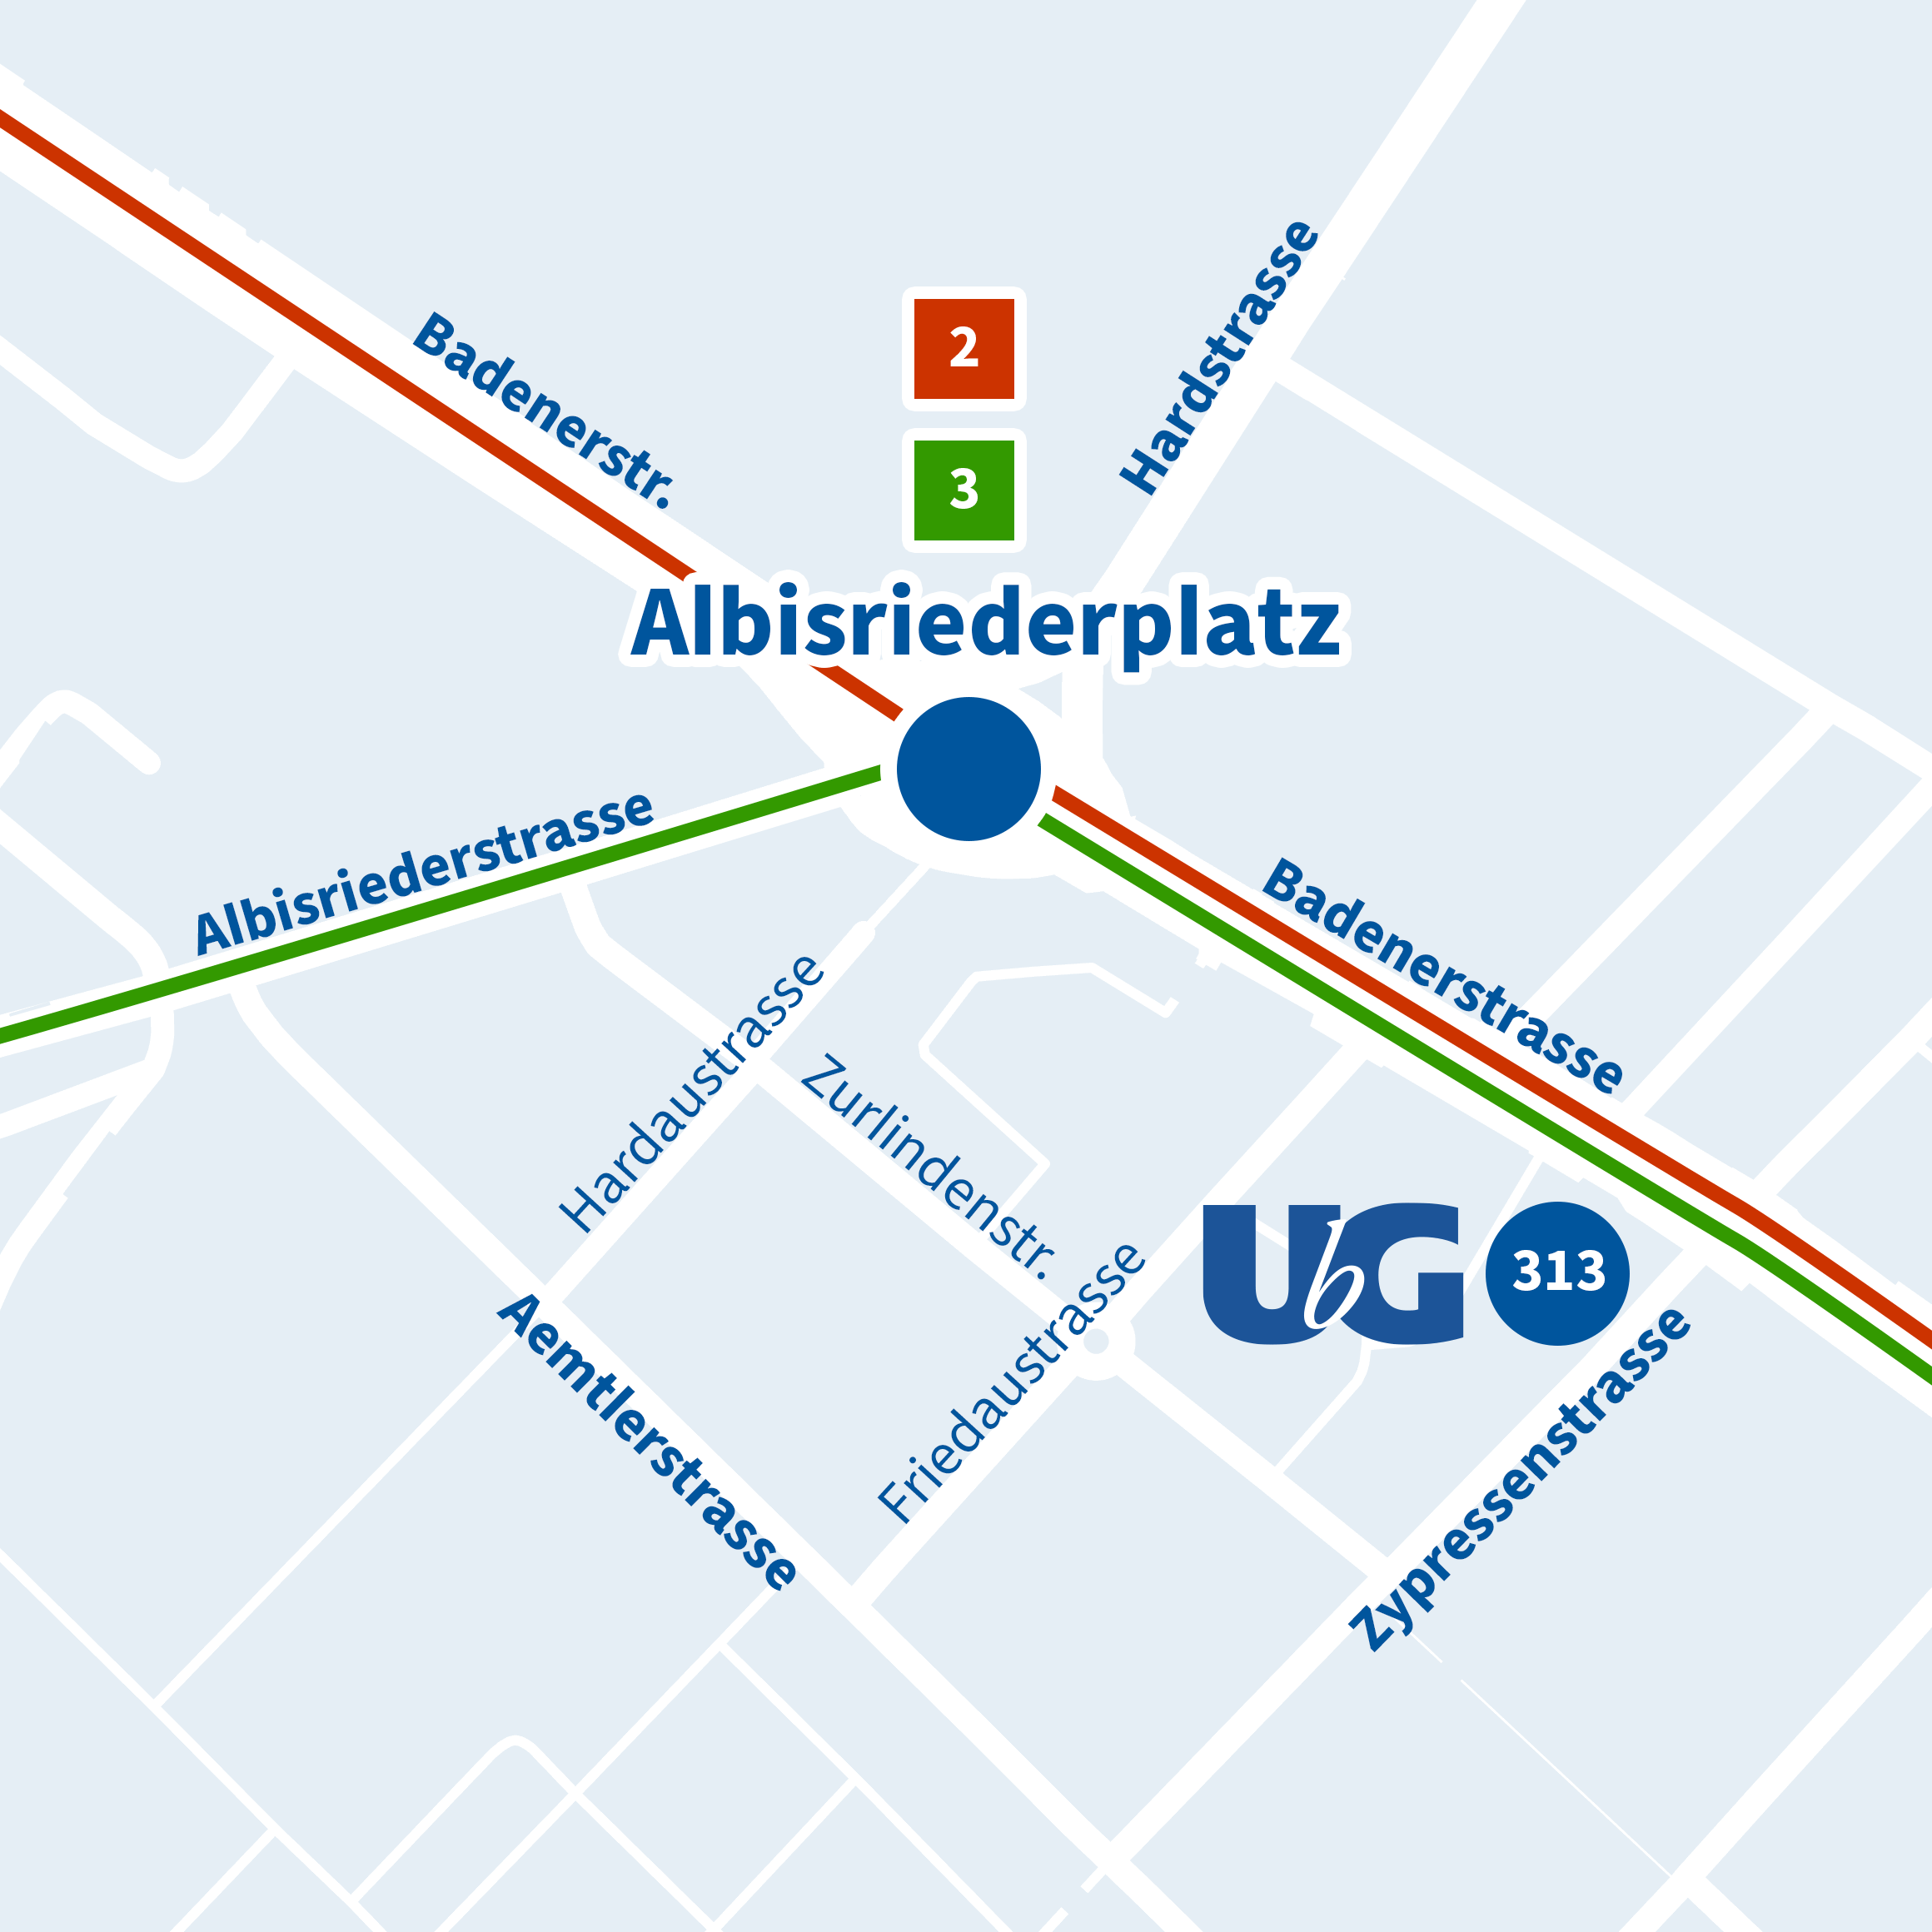 Hardstrasse
2
Badenerstr.
3
Albisriederplatz
Albisriederstrasse
Badenerstrasse
Hardaustrasse
Zurlindenstr.
UbG
313
Friedaustrasse
Aemtlerstrasse
Zypressenstrasse